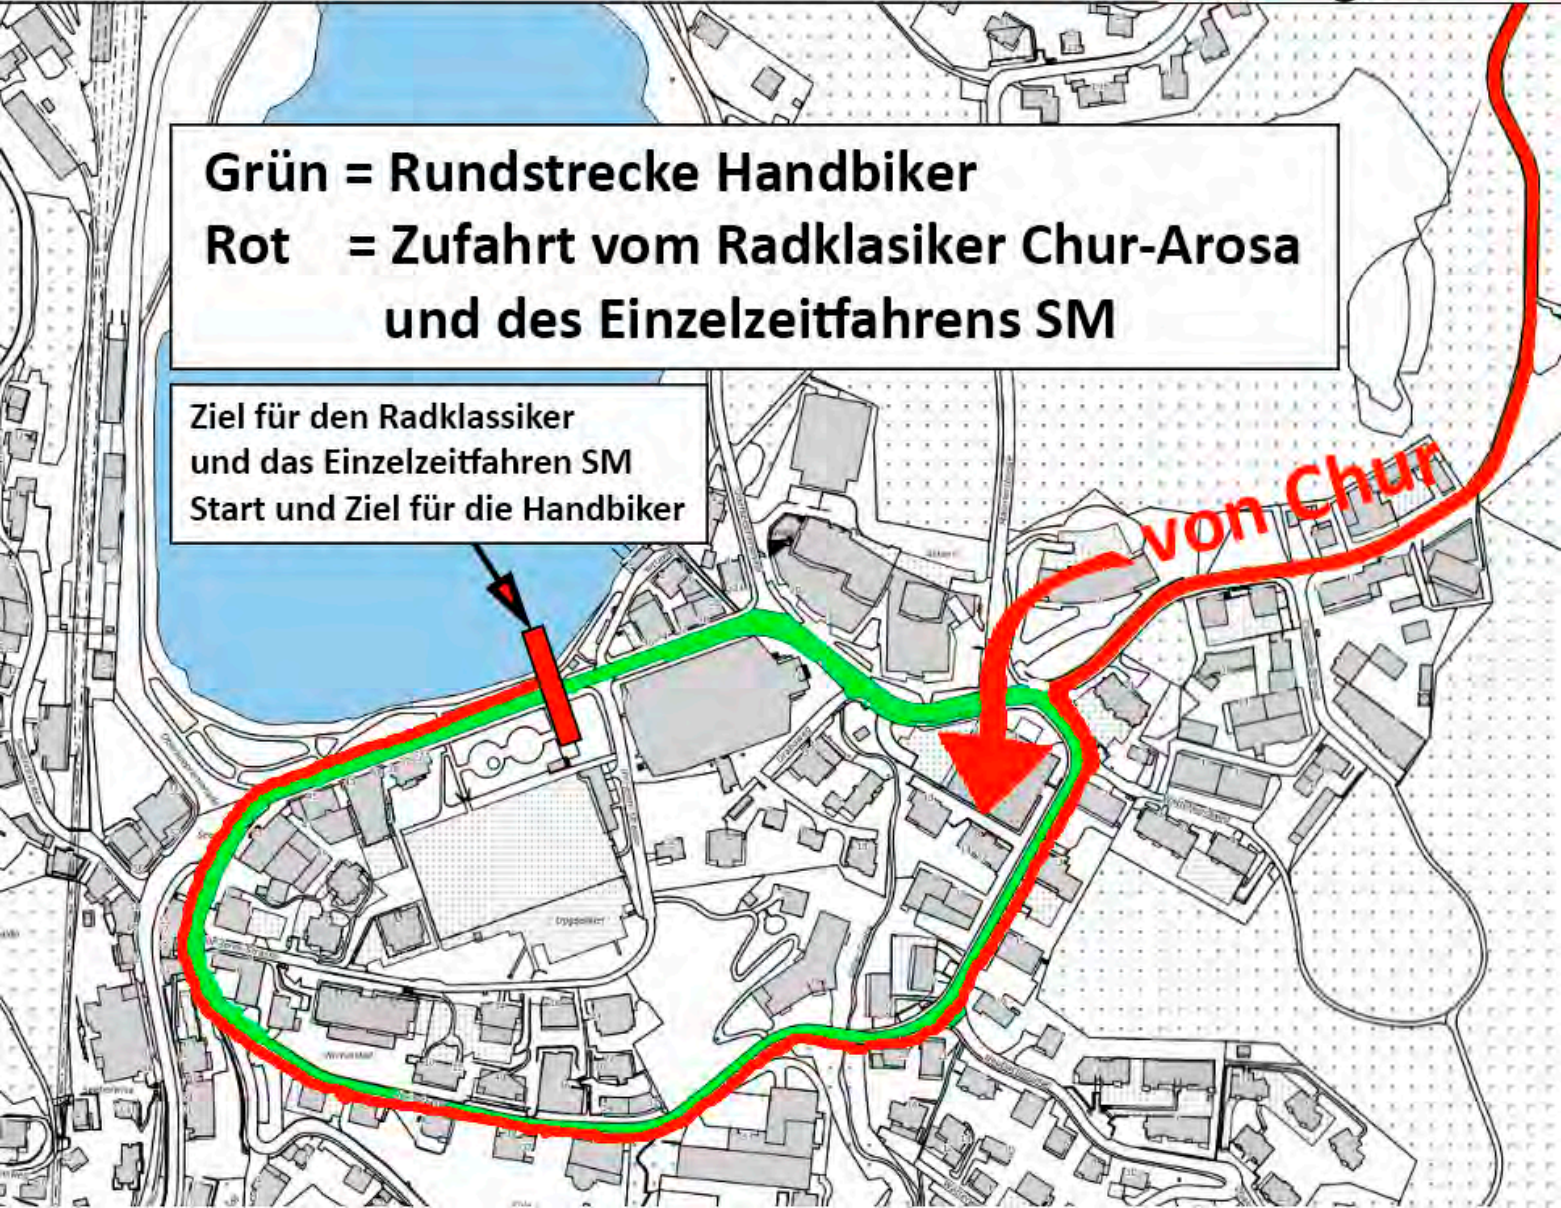 Grün = Rundstrecke Handbiker
Rot = Zufahrt vom Radklasiker Chur-Arosa
und des Einzelzeitfahrens SM
Ziel für den Radklassiker
und das Einzelzeitfahren SM
Start und Ziel für die Handbiker
von Chur